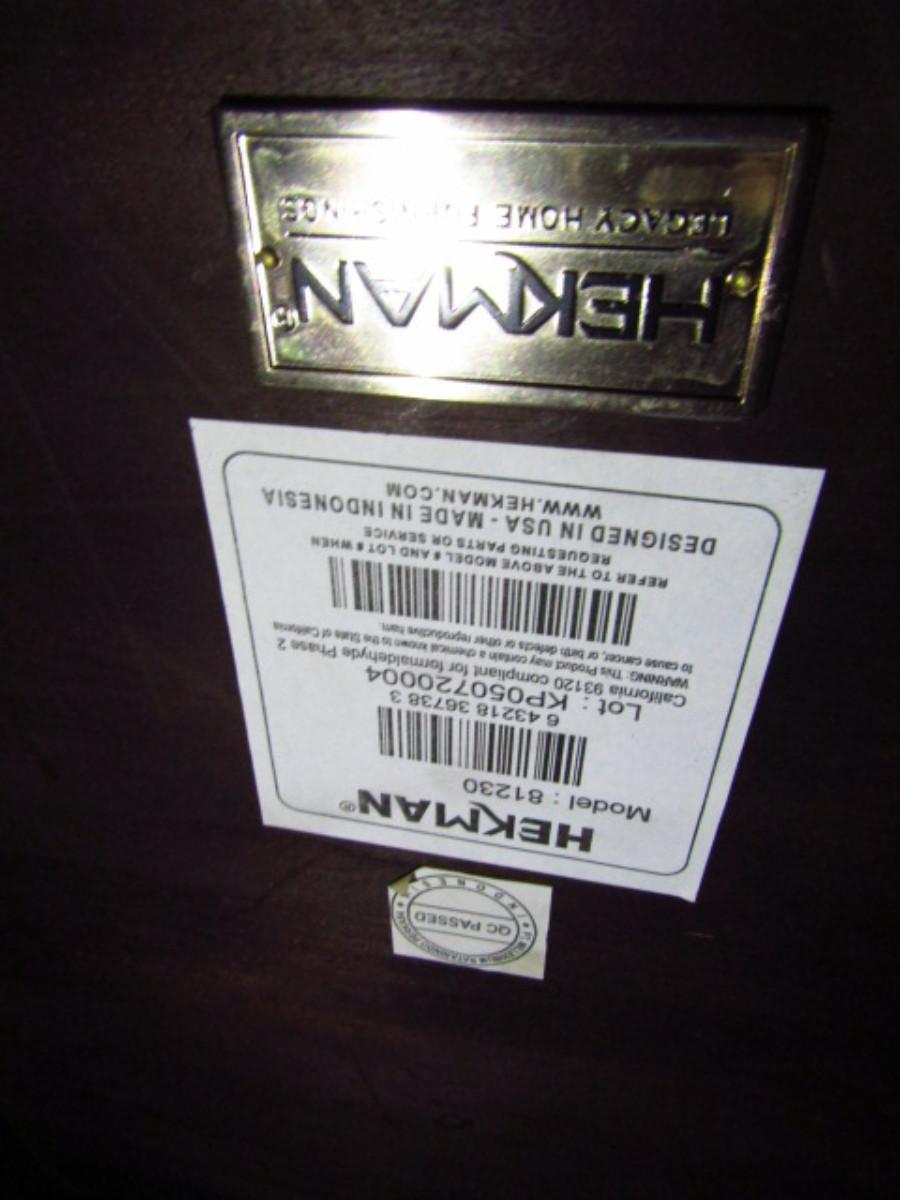 HEKMAN®
LEGACY HOME FURNISHINGS
HEKMAN®
Model : 81230
6 43218 36738 3
Lot : KP050720004
California 93120 compliant for formaldehyde Phase 2
WARNING: This Product may contain a chemical known to the State of California
to cause cancer, or birth defects or other reproductive harm.
REFER TO THE ABOVE MODEL # AND LOT # WHEN
REQUESTING PARTS OR SERVICE
DESIGNED IN USA - MADE IN INDONESIA
WWW.HEKMAN.COM
QC PASSED
INDONESIA